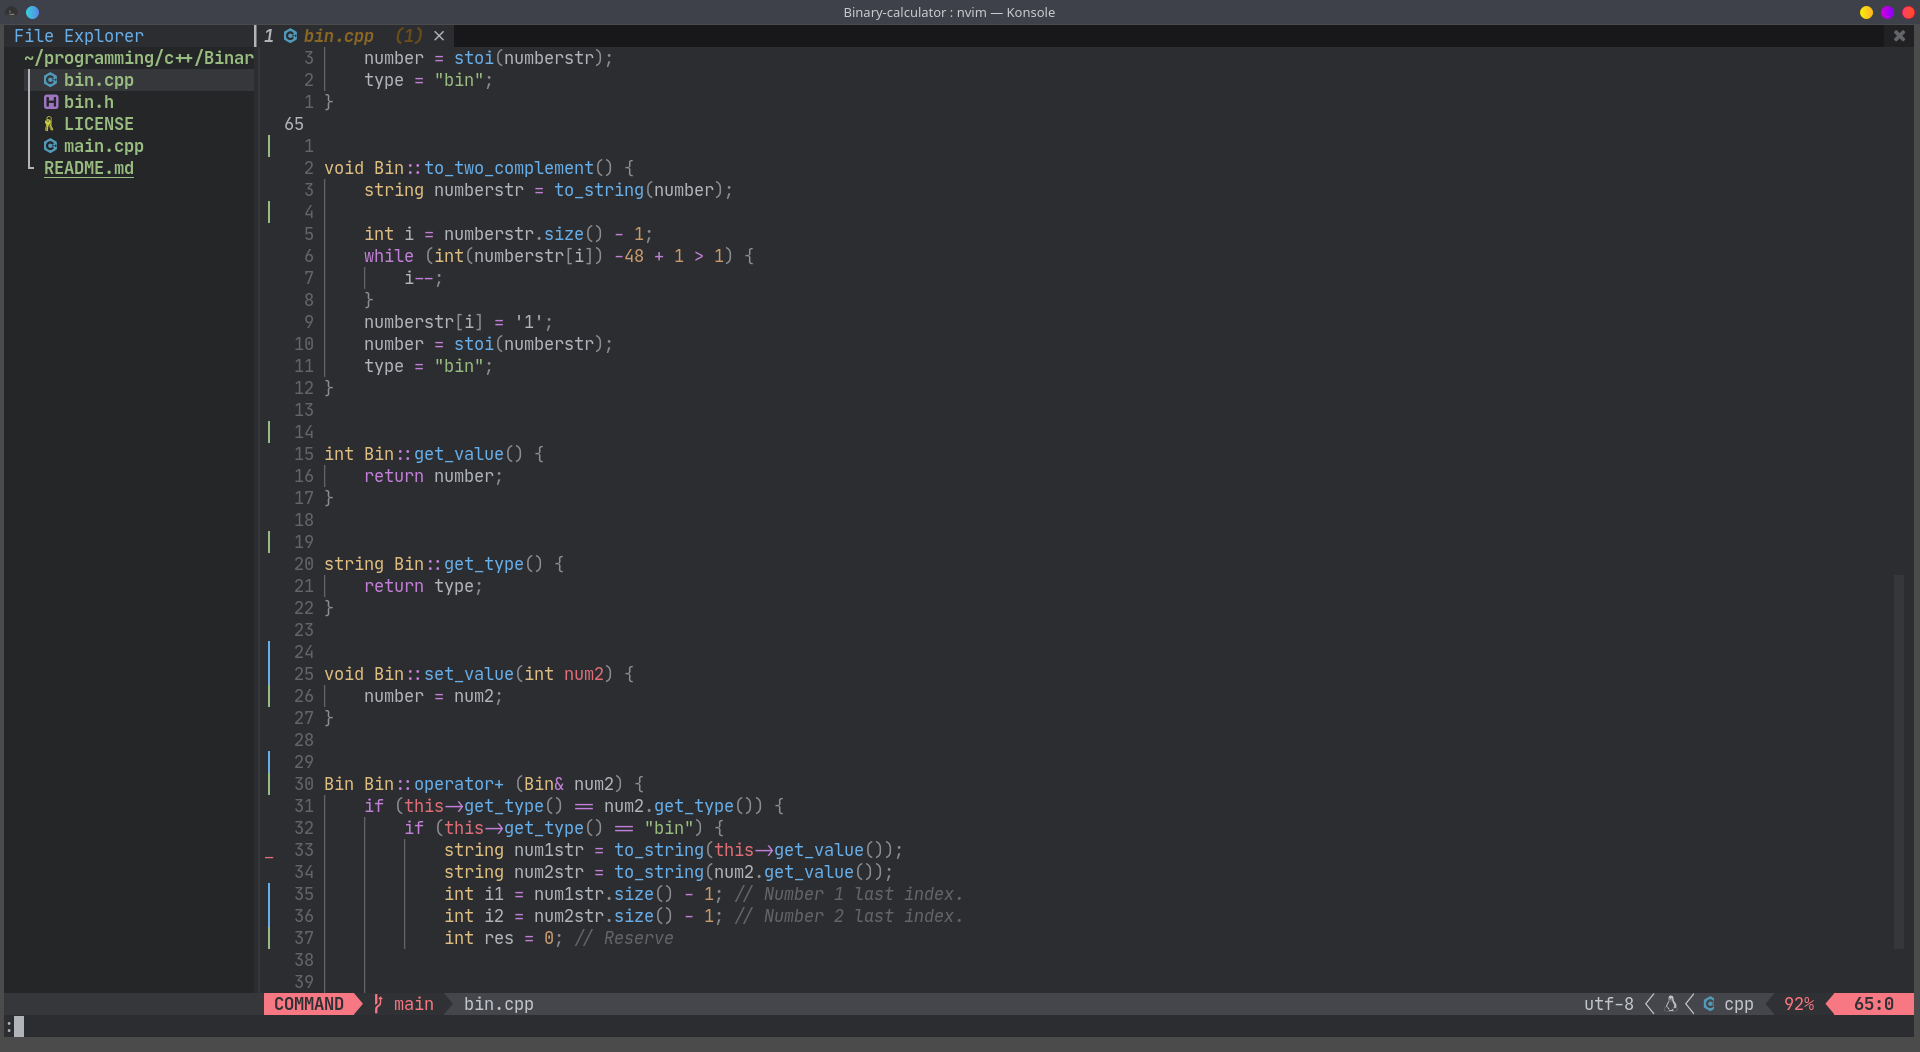 Binary-calculator : nvim — Konsole
File Explorer
1 bin.cpp (1) ×
~/programming/c++/Binar
bin.cpp
bin.h
LICENSE
main.cpp
README.md
3 number = stoi(numberstr);
2 type = "bin";
1 }
65
1
2 void Bin::to_two_complement() {
3 string numberstr = to_string(number);
4
5 int i = numberstr.size() - 1;
6 while (int(numberstr[i]) -48 + 1 > 1) {
7 i--;
8 }
9 numberstr[i] = '1';
10 number = stoi(numberstr);
11 type = "bin";
12 }
13
14
15 int Bin::get_value() {
16 return number;
17 }
18
19
20 string Bin::get_type() {
21 return type;
22 }
23
24
25 void Bin::set_value(int num2) {
26 number = num2;
27 }
28
29
30 Bin Bin::operator+ (Bin& num2) {
31 if (this->get_type() == num2.get_type()) {
32 if (this->get_type() == "bin") {
33 string num1str = to_string(this->get_value());
34 string num2str = to_string(num2.get_value());
35 int i1 = num1str.size() - 1; // Number 1 last index.
36 int i2 = num2str.size() - 1; // Number 2 last index.
37 int res = 0; // Reserve
38
39
COMMAND main bin.cpp utf-8 cpp 92% 65:0
: